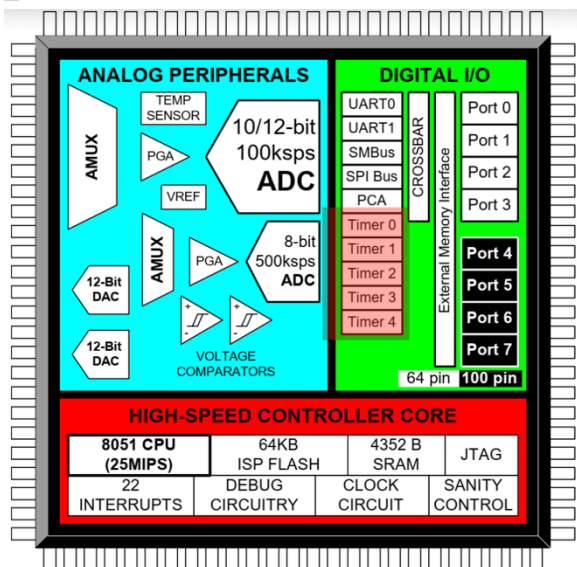 ANALOG PERIPHERALS
TEMP
SENSOR
AMUX
PGA
VREF
10/12-bit
100ksps
ADC
AMUX
PGA
8-bit
500ksps
ADC
12-Bit
DAC
12-Bit
DAC
+
-
+
-
VOLTAGE
COMPARATORS
DIGITAL I/O
UART0
UART1
SMBus
SPI Bus
PCA
Timer 0
Timer 1
Timer 2
Timer 3
Timer 4
CROSSBAR
External Memory Interface
Port 0
Port 1
Port 2
Port 3
Port 4
Port 5
Port 6
Port 7
64 pin 100 pin
HIGH-SPEED CONTROLLER CORE
8051 CPU
(25MIPS)
64KB
ISP FLASH
4352 B
SRAM
JTAG
22
INTERRUPTS
DEBUG
CIRCUITRY
CLOCK
CIRCUIT
SANITY
CONTROL